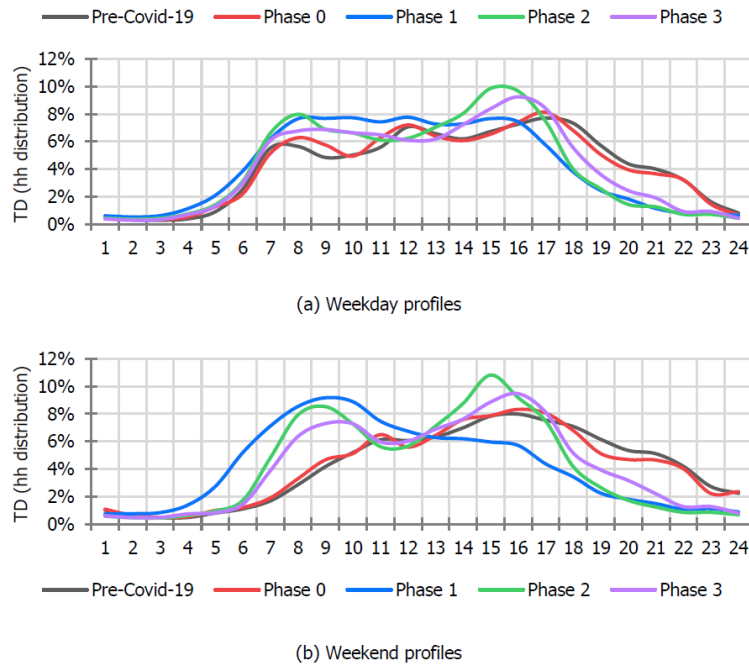 Pre-Covid-19 Phase 0 Phase 1 Phase 2 Phase 3
TD (hh distribution)
12%
10%
8%
6%
4%
2%
0%
1 2 3 4 5 6 7 8 9 10 11 12 13 14 15 16 17 18 19 20 21 22 23 24
(a) Weekday profiles
TD (hh distribution)
12%
10%
8%
6%
4%
2%
0%
1 2 3 4 5 6 7 8 9 10 11 12 13 14 15 16 17 18 19 20 21 22 23 24
Pre-Covid-19 Phase 0 Phase 1 Phase 2 Phase 3
(b) Weekend profiles